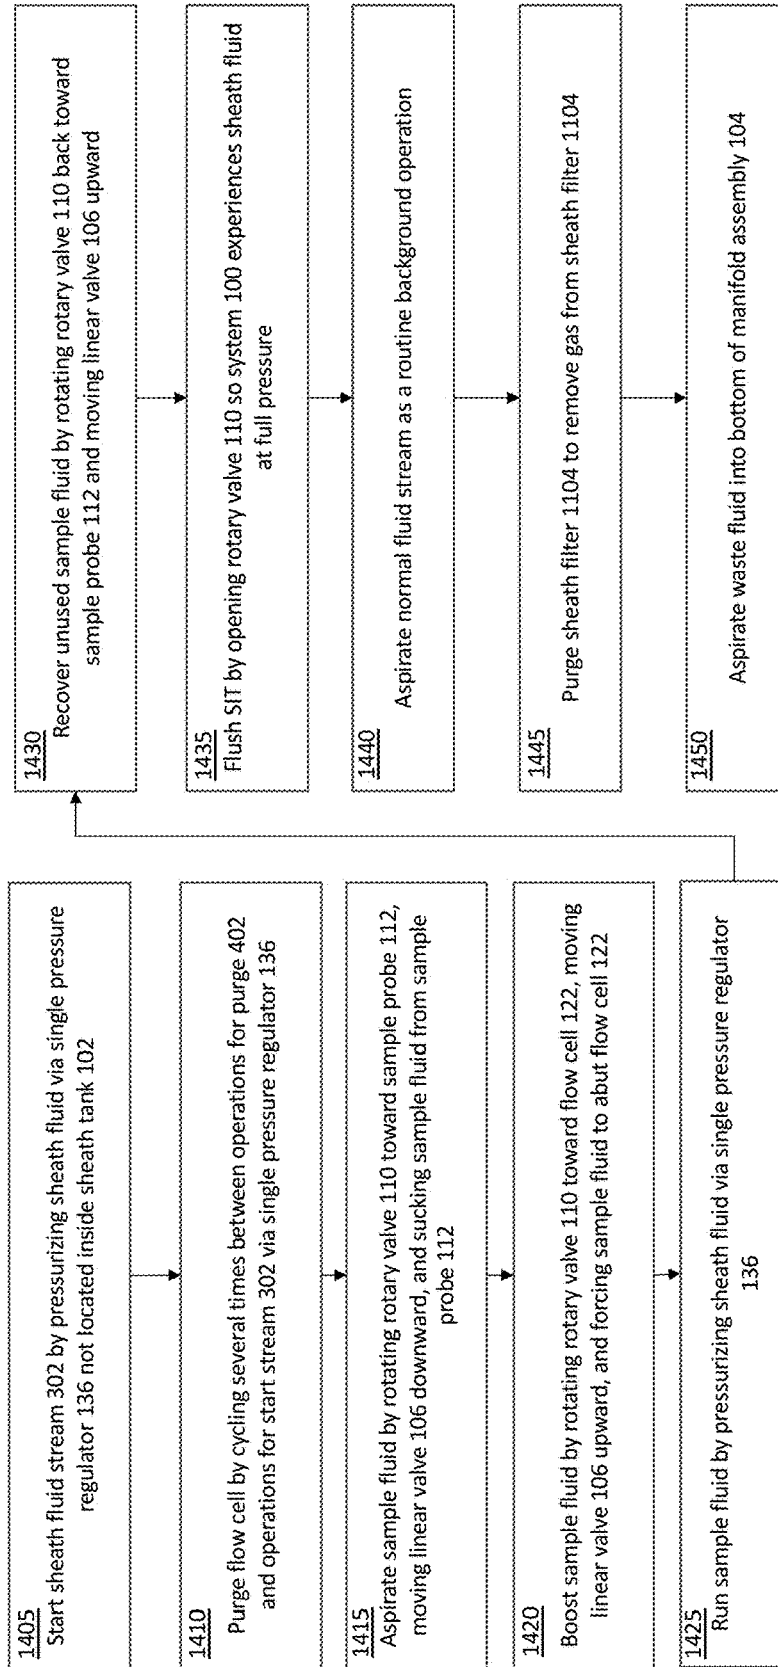 1405
Start sheath fluid stream 302 by pressurizing sheath fluid via single pressure
regulator 136 not located inside sheath tank 102
1410
Purge flow cell by cycling several times between operations for purge 402
and operations for start stream 302 via single pressure regulator 136
1415
Aspirate sample fluid by rotating rotary valve 110 toward sample probe 112,
moving linear valve 106 downward, and sucking sample fluid from sample
probe 112
1420
Boost sample fluid by rotating rotary valve 110 toward flow cell 122, moving
linear valve 106 upward, and forcing sample fluid to abut flow cell 122
1425
Run sample fluid by pressurizing sheath fluid via single pressure regulator
136
1430
Recover unused sample fluid by rotating rotary valve 110 back toward
sample probe 112 and moving linear valve 106 upward
1435
Flush SIT by opening rotary valve 110 so system 100 experiences sheath fluid
at full pressure
1440
Aspirate normal fluid stream as a routine background operation
1445
Purge sheath filter 1104 to remove gas from sheath filter 1104
1450
Aspirate waste fluid into bottom of manifold assembly 104